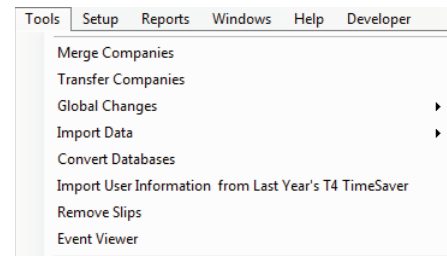 Tools Setup Reports Windows Help Developer
Merge Companies
Transfer Companies
Global Changes
Import Data
Convert Databases
Import User Information from Last Year's T4 TimeSaver
Remove Slips
Event Viewer